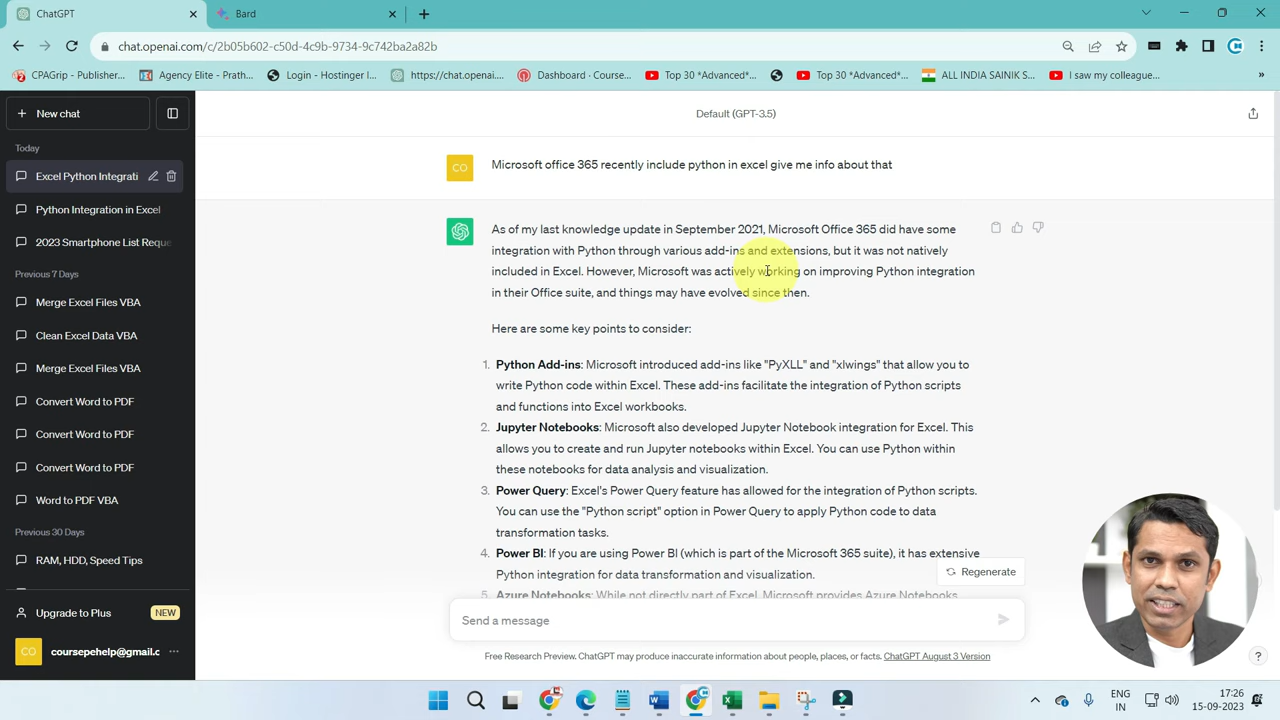 ChatGPT
Bard
chat.openai.com/c/2b05b602-c50d-4c9b-9734-9c742ba2a82b
CPAGrip - Publisher...
Agency Elite - Prath...
Login - Hostinger I...
https://chat.openai....
Dashboard : Course...
Top 30 *Advanced*...
Top 30 *Advanced*...
ALL INDIA SAINIK S...
I saw my colleague...
»
New chat
Default (GPT-3.5)
Today
Excel Python Integrati
Python Integration in Excel
2023 Smartphone List Reque
Previous 7 Days
Merge Excel Files VBA
Clean Excel Data VBA
Merge Excel Files VBA
Convert Word to PDF
Convert Word to PDF
Convert Word to PDF
Word to PDF VBA
Previous 30 Days
RAM, HDD, Speed Tips
Upgrade to Plus
NEW
CO
coursepehelp@gmail.c
CO
Microsoft office 365 recently include python in excel give me info about that
As of my last knowledge update in September 2021, Microsoft Office 365 did have some
integration with Python through various add-ins and extensions, but it was not natively
included in Excel. However, Microsoft was actively working on improving Python integration
in their Office suite, and things may have evolved since then.
Here are some key points to consider:
1. Python Add-ins: Microsoft introduced add-ins like "PyXLL" and "xlwings" that allow you to
write Python code within Excel. These add-ins facilitate the integration of Python scripts
and functions into Excel workbooks.
2. Jupyter Notebooks: Microsoft also developed Jupyter Notebook integration for Excel. This
allows you to create and run Jupyter notebooks within Excel. You can use Python within
these notebooks for data analysis and visualization.
3. Power Query: Excel's Power Query feature has allowed for the integration of Python scripts.
You can use the "Python script" option in Power Query to apply Python code to data
transformation tasks.
4. Power BI: If you are using Power BI (which is part of the Microsoft 365 suite), it has extensive
Python integration for data transformation and visualization.
5. Azure Notebooks: While not directly part of Excel, Microsoft provides Azure Notebooks,
Regenerate
Send a message
Free Research Preview. ChatGPT may produce inaccurate information about people, places, or facts. ChatGPT August 3 Version
?
ENG
IN
17:26
15-09-2023